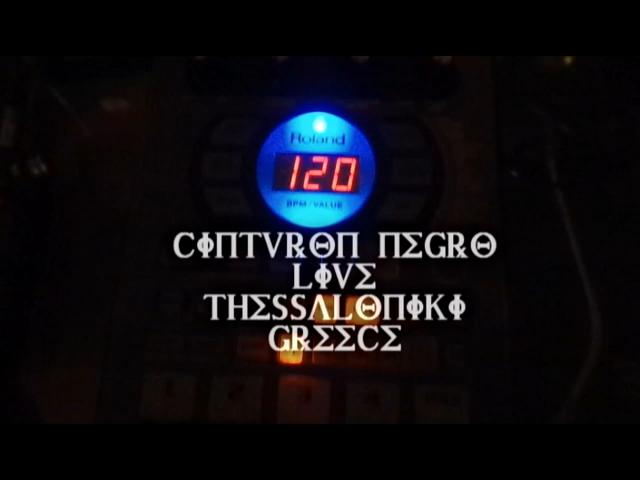 Roland
120
BPM/VALUE
CINTVRON NEGRO
LIVE
THESSALONIKI
GREECE